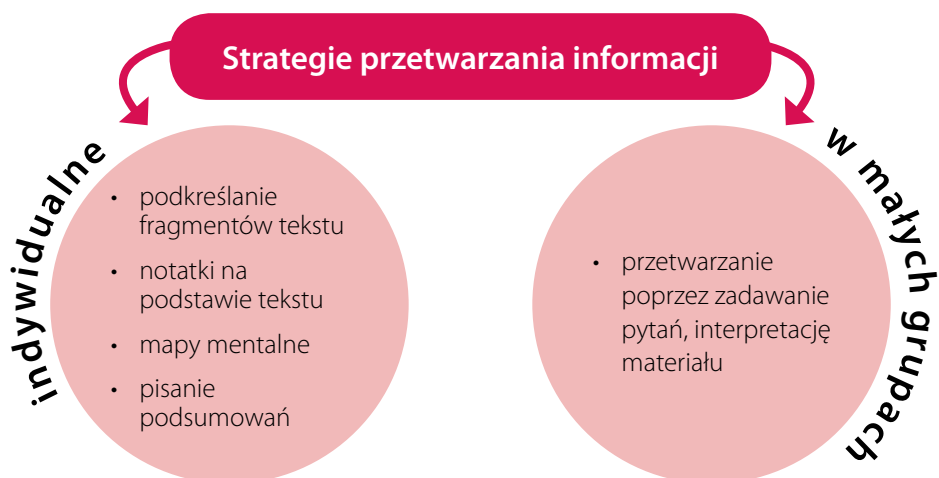 Strategie przetwarzania informacji
indywidualne
• podkreślanie
fragmentów tekstu
• notatki na
podstawie tekstu
• mapy mentalne
• pisanie
podsumowań
w małych grupach
• przetwarzanie
poprzez zadawanie
pytań, interpretację
materiału